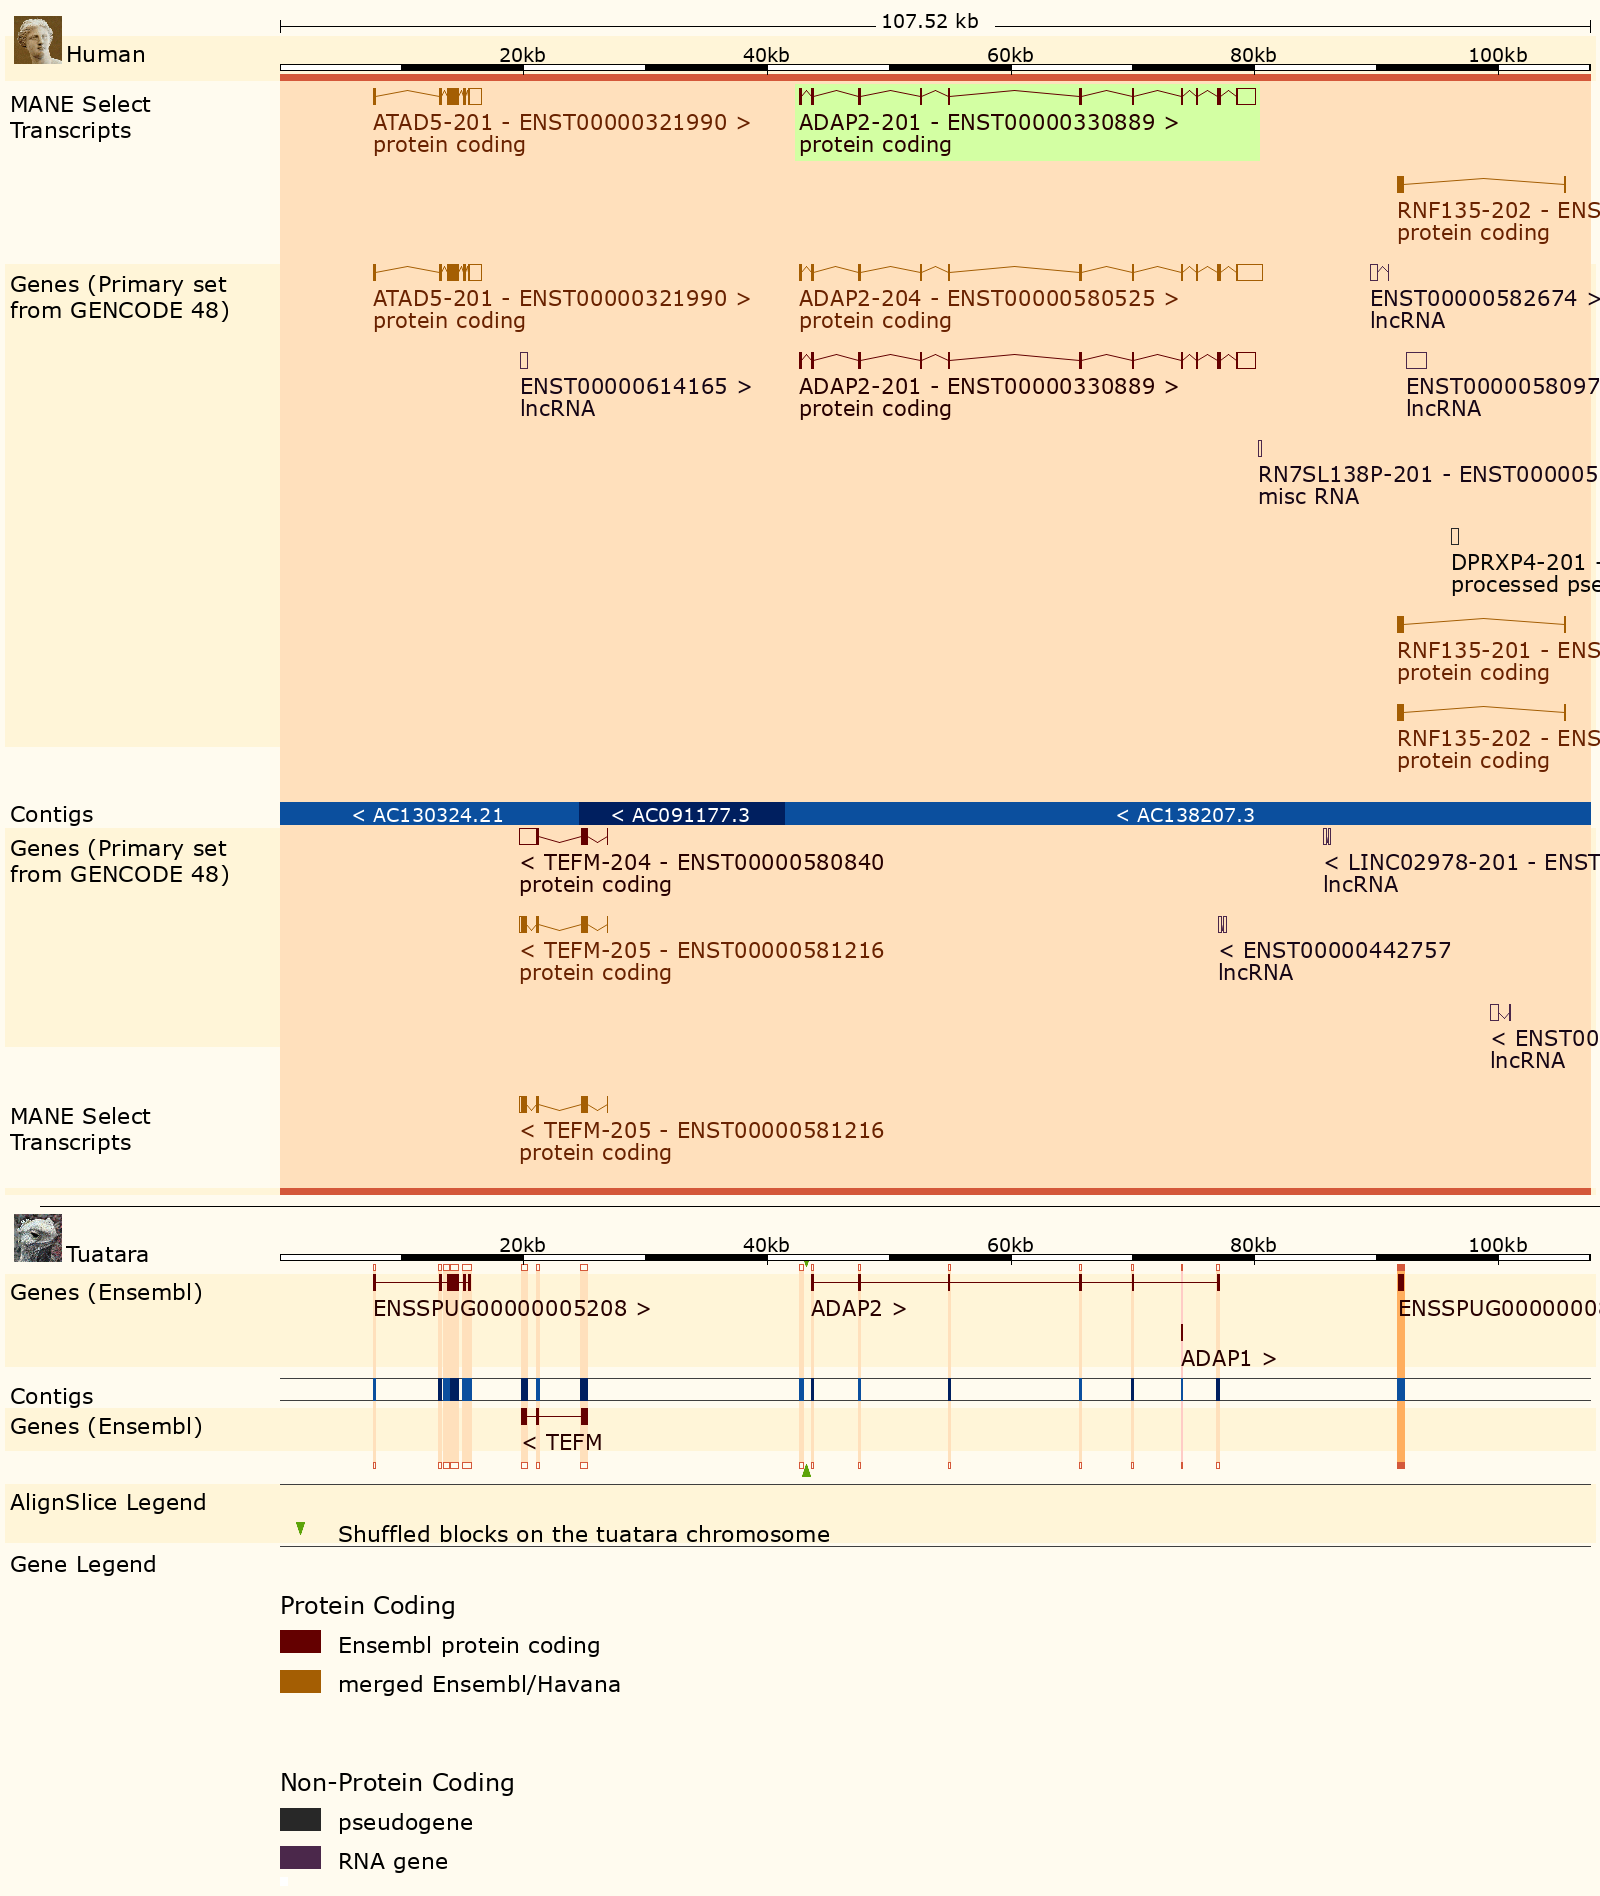 107.52 kb
Human
20kb 40kb 60kb 80kb 100kb
MANE Select
Transcripts
ATAD5-201 - ENST00000321990 >
protein coding
ADAP2-201 - ENST00000330889 >
protein coding
RNF135-202 - ENS
protein coding
Genes (Primary set
from GENCODE 48)
ATAD5-201 - ENST00000321990 >
protein coding
ADAP2-204 - ENST00000580525 >
protein coding
ENST00000582674 >
lncRNA
ENST00000614165 >
lncRNA
ADAP2-201 - ENST00000330889 >
protein coding
ENST0000058097
lncRNA
RN7SL138P-201 - ENST000005
misc RNA
DPRXP4-201 -
processed pse
RNF135-201 - ENS
protein coding
RNF135-202 - ENS
protein coding
Contigs
< AC130324.21 < AC091177.3 < AC138207.3
Genes (Primary set
from GENCODE 48)
< TEFM-204 - ENST00000580840
protein coding
< LINC02978-201 - ENST
lncRNA
< TEFM-205 - ENST00000581216
protein coding
< ENST00000442757
lncRNA
< ENST00
lncRNA
MANE Select
Transcripts
< TEFM-205 - ENST00000581216
protein coding
Tuatara
20kb 40kb 60kb 80kb 100kb
Genes (Ensembl)
ENSSPUG00000005208 >
ADAP2 >
ENSSPUG00000008
ADAP1 >
Contigs
Genes (Ensembl)
< TEFM
AlignSlice Legend
Shuffled blocks on the tuatara chromosome
Gene Legend
Protein Coding
Ensembl protein coding
merged Ensembl/Havana
Non-Protein Coding
pseudogene
RNA gene